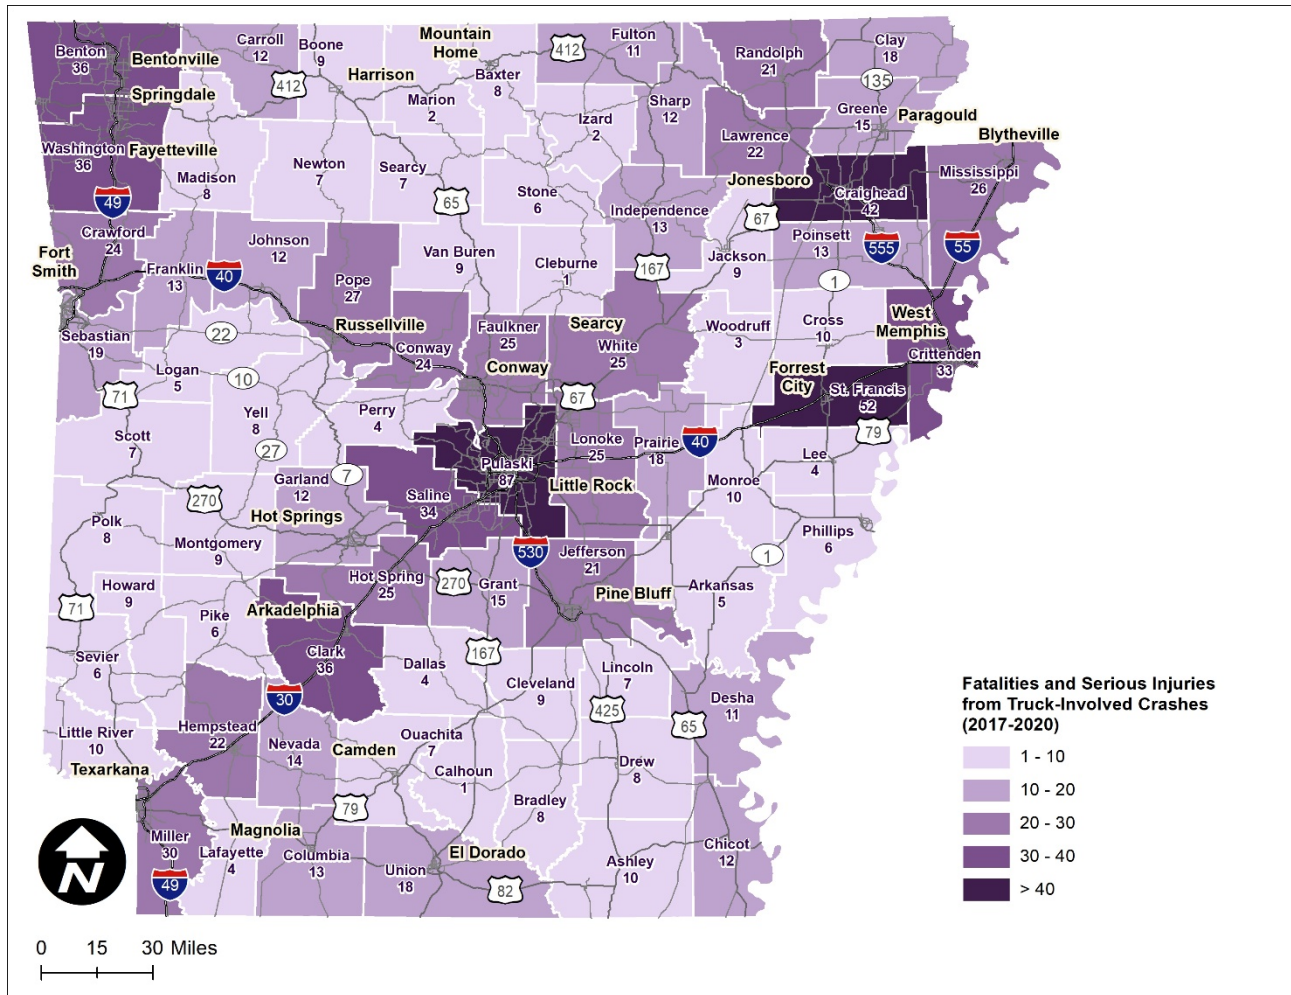 Benton
36
Bentonville
Springdale
Carroll
12
Boone
9
412
Harrison
Mountain
Home
Baxter
8
Marion
2
412
Fulton
11
Randolph
21
Clay
18
135
Greene
15
Paragould
Blytheville
Sharp
12
Izard
2
Lawrence
22
Washington
36
Fayetteville
49
Madison
8
Newton
7
Searcy
7
65
Stone
6
Independence
13
Jonesboro
67
Craighead
42
Mississippi
26
Crawford
24
Fort
Smith
Franklin
13
40
Johnson
12
Pope
27
Van Buren
9
Cleburne
1
167
Jackson
9
Poinsett
13
555
55
1
Sebastian
19
22
Russellville
Conway
24
Faulkner
25
Conway
Searcy
White
25
Woodruff
3
Cross
10
West
Memphis
Crittenden
33
Logan
5
71
10
67
Forrest
City
St. Francis
52
79
Yell
8
Perry
4
Scott
7
27
7
Garland
12
Hot Springs
Saline
34
Pulaski
87
Little Rock
Lonoke
25
Prairie
18
40
Monroe
10
Lee
4
Phillips
6
270
Polk
8
Montgomery
9
530
Jefferson
21
Pine Bluff
1
Arkansas
5
Hot Spring
25
270
Grant
15
Howard
9
71
Pike
6
Arkadelphia
Clark
36
Sevier
6
Dallas
4
167
Cleveland
9
Lincoln
7
425
65
Desha
11
30
Little River
10
Texarkana
Hempstead
22
Nevada
14
Camden
Ouachita
7
Calhoun
1
Drew
8
Bradley
8
79
Magnolia
Miller
30
49
Lafayette
4
Columbia
13
Union
18
El Dorado
82
Ashley
10
Chicot
12
Fatalities and Serious Injuries
from Truck-Involved Crashes
(2017-2020)
1 - 10
10 - 20
20 - 30
30 - 40
> 40
N
0 15 30 Miles